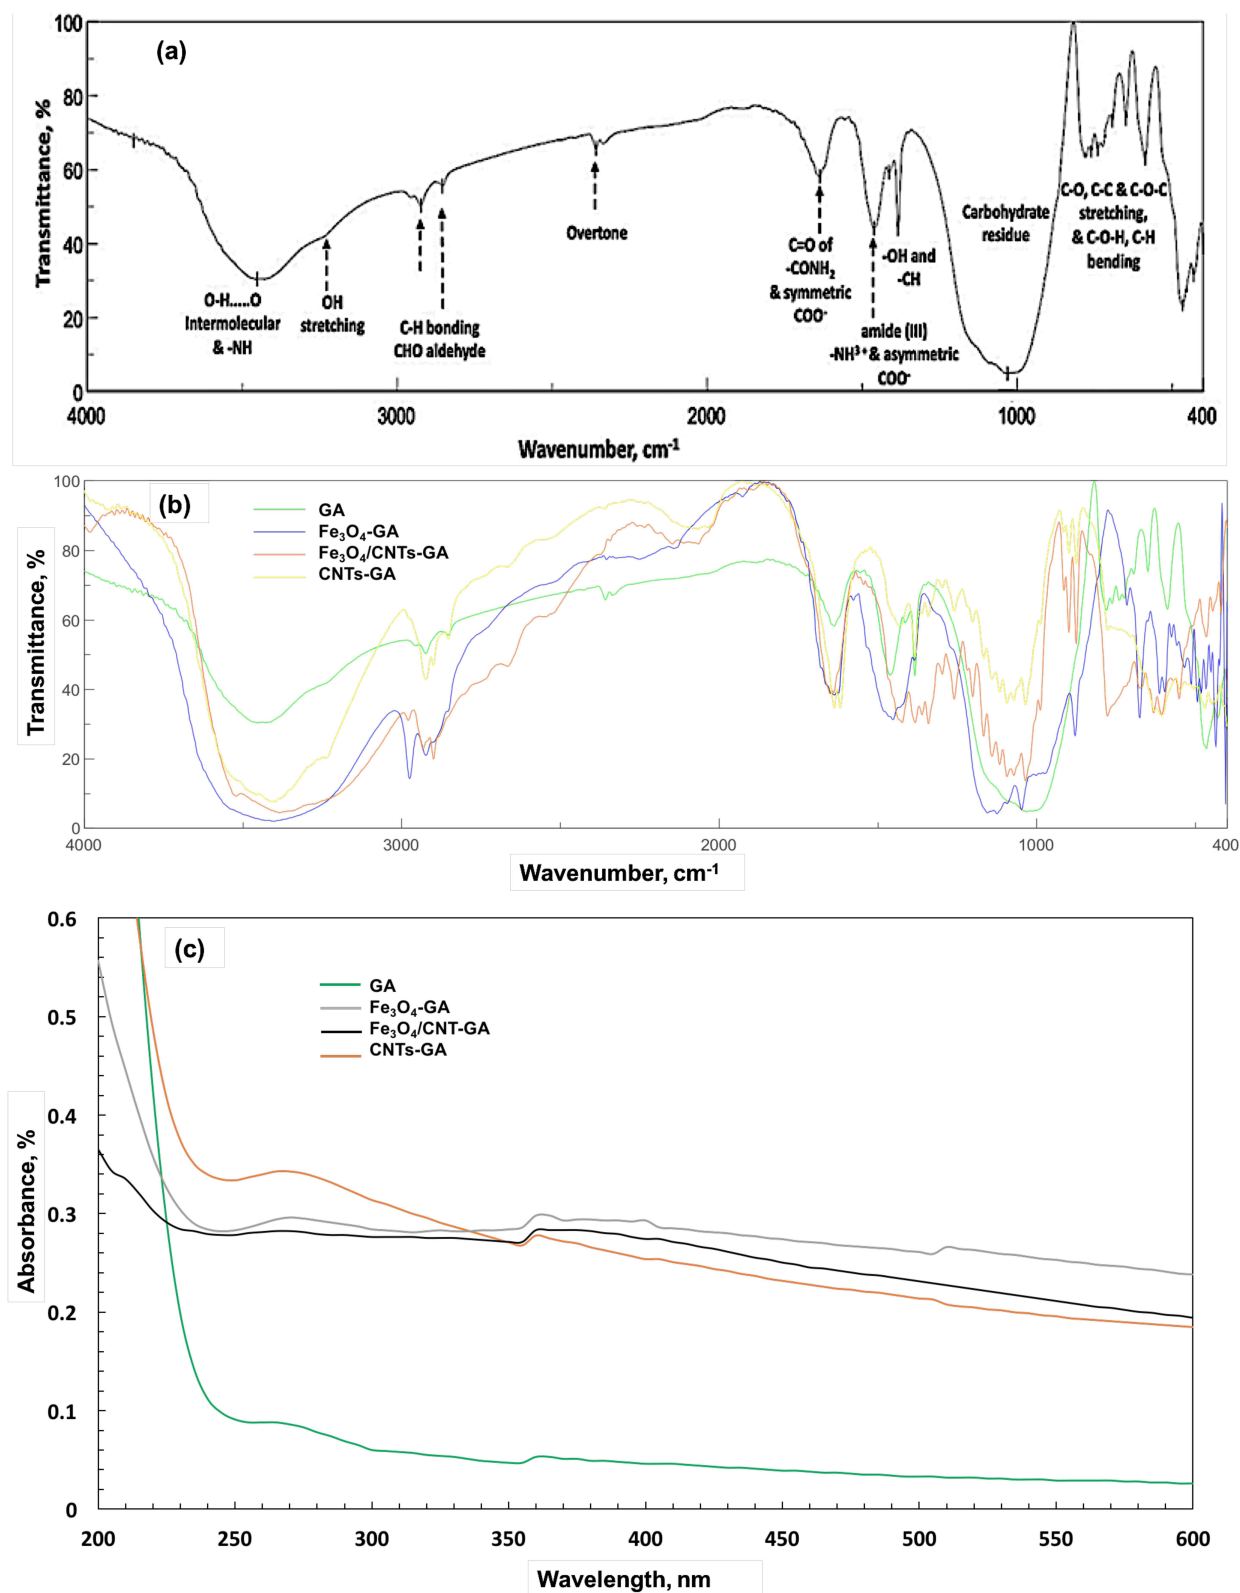 (a)
Transmittance, %
100
80
60
40
20
0
O-H.....O
Intermolecular
& -NH
OH
stretching
C-H bonding
CHO aldehyde
Overtone
C=O of
-CONH₂
& symmetric
COO⁻
-OH and
-CH
amide (III)
-NH³⁺& asymmetric
COO⁻
Carbohydrate
residue
C-O, C-C & C-O-C
stretching,
& C-O-H, C-H
bending
4000 3000 2000 1000 400
Wavenumber, cm⁻¹
(b)
Transmittance, %
100
80
60
40
20
0
GA
Fe₃O₄-GA
Fe₃O₄/CNTs-GA
CNTs-GA
4000 3000 2000 1000 400
Wavenumber, cm⁻¹
(c)
Absorbance, %
0.6
0.5
0.4
0.3
0.2
0.1
0
GA
Fe₃O₄-GA
Fe₃O₄/CNT-GA
CNTs-GA
200 250 300 350 400 450 500 550 600
Wavelength, nm